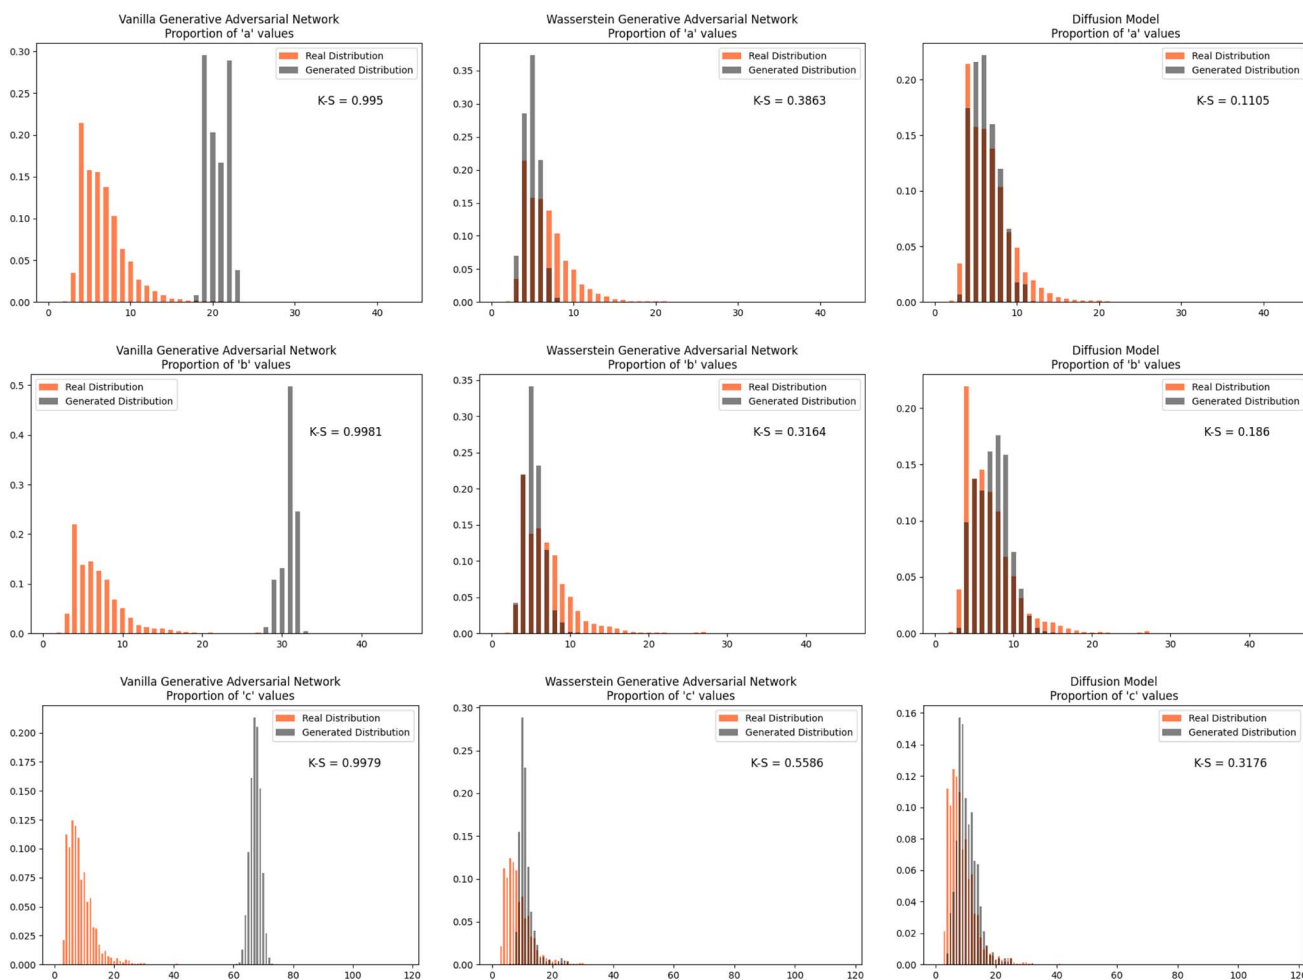 Vanilla Generative Adversarial Network
Proportion of 'a' values
Real Distribution
Generated Distribution
K-S = 0.995
0.30
0.25
0.20
0.15
0.10
0.05
0.00
0 10 20 30 40
Wasserstein Generative Adversarial Network
Proportion of 'a' values
Real Distribution
Generated Distribution
K-S = 0.3863
0.35
0.30
0.25
0.20
0.15
0.10
0.05
0.00
0 10 20 30 40
Diffusion Model
Proportion of 'a' values
Real Distribution
Generated Distribution
K-S = 0.1105
0.20
0.15
0.10
0.05
0.00
0 10 20 30 40
Vanilla Generative Adversarial Network
Proportion of 'b' values
Real Distribution
Generated Distribution
K-S = 0.9981
0.5
0.4
0.3
0.2
0.1
0.0
0 10 20 30 40
Wasserstein Generative Adversarial Network
Proportion of 'b' values
Real Distribution
Generated Distribution
K-S = 0.3164
0.35
0.30
0.25
0.20
0.15
0.10
0.05
0.00
0 10 20 30 40
Diffusion Model
Proportion of 'b' values
Real Distribution
Generated Distribution
K-S = 0.186
0.20
0.15
0.10
0.05
0.00
0 10 20 30 40
Vanilla Generative Adversarial Network
Proportion of 'c' values
Real Distribution
Generated Distribution
K-S = 0.9979
0.200
0.175
0.150
0.125
0.100
0.075
0.050
0.025
0.000
0 20 40 60 80 100 120
Wasserstein Generative Adversarial Network
Proportion of 'c' values
Real Distribution
Generated Distribution
K-S = 0.5586
0.30
0.25
0.20
0.15
0.10
0.05
0.00
0 20 40 60 80 100 120
Diffusion Model
Proportion of 'c' values
Real Distribution
Generated Distribution
K-S = 0.3176
0.16
0.14
0.12
0.10
0.08
0.06
0.04
0.02
0.00
0 20 40 60 80 100 120